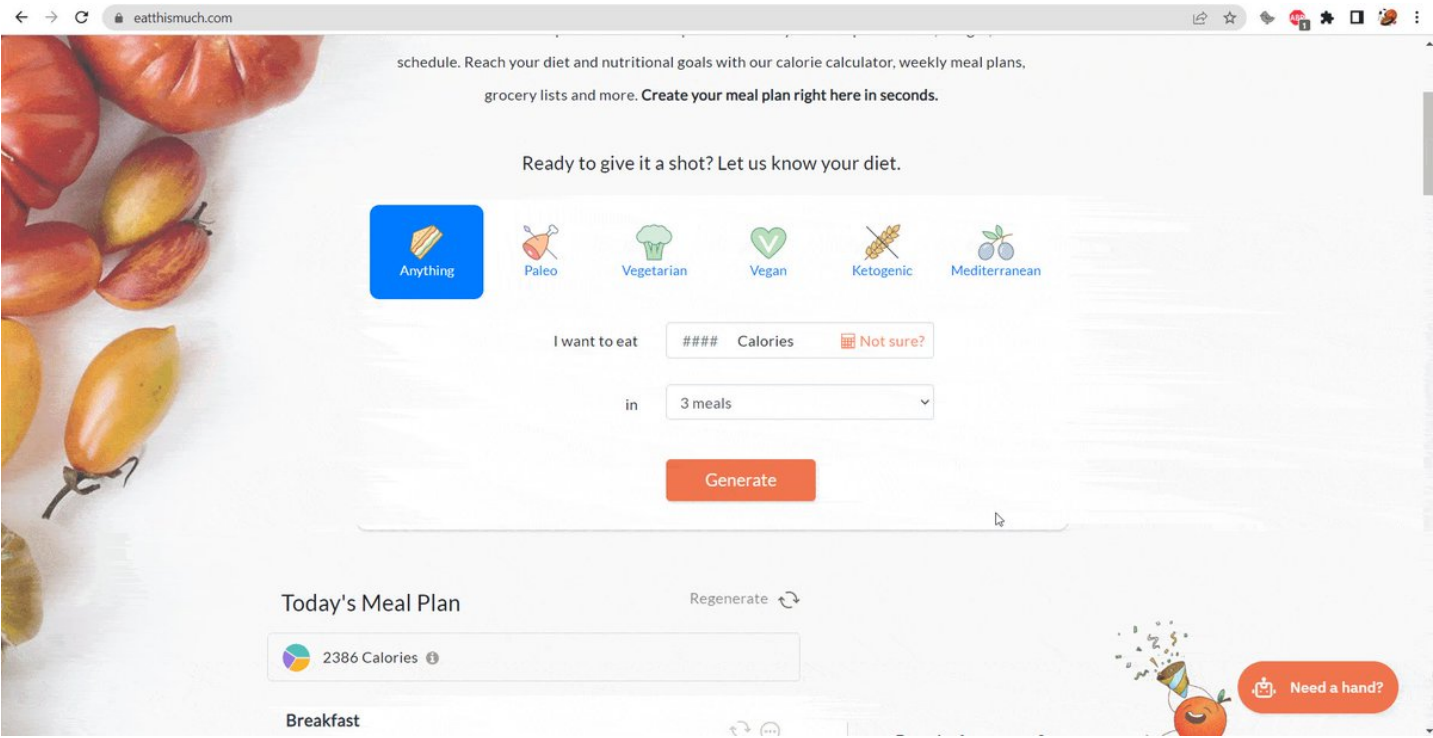 eatthismuch.com
ABP
1
schedule. Reach your diet and nutritional goals with our calorie calculator, weekly meal plans,
grocery lists and more. Create your meal plan right here in seconds.
Ready to give it a shot? Let us know your diet.
Anything
Paleo
Vegetarian
V
Vegan
Ketogenic
Mediterranean
I want to eat #### Calories Not sure?
in 3 meals
Generate
Today's Meal Plan Regenerate
2386 Calories
Need a hand?
Breakfast